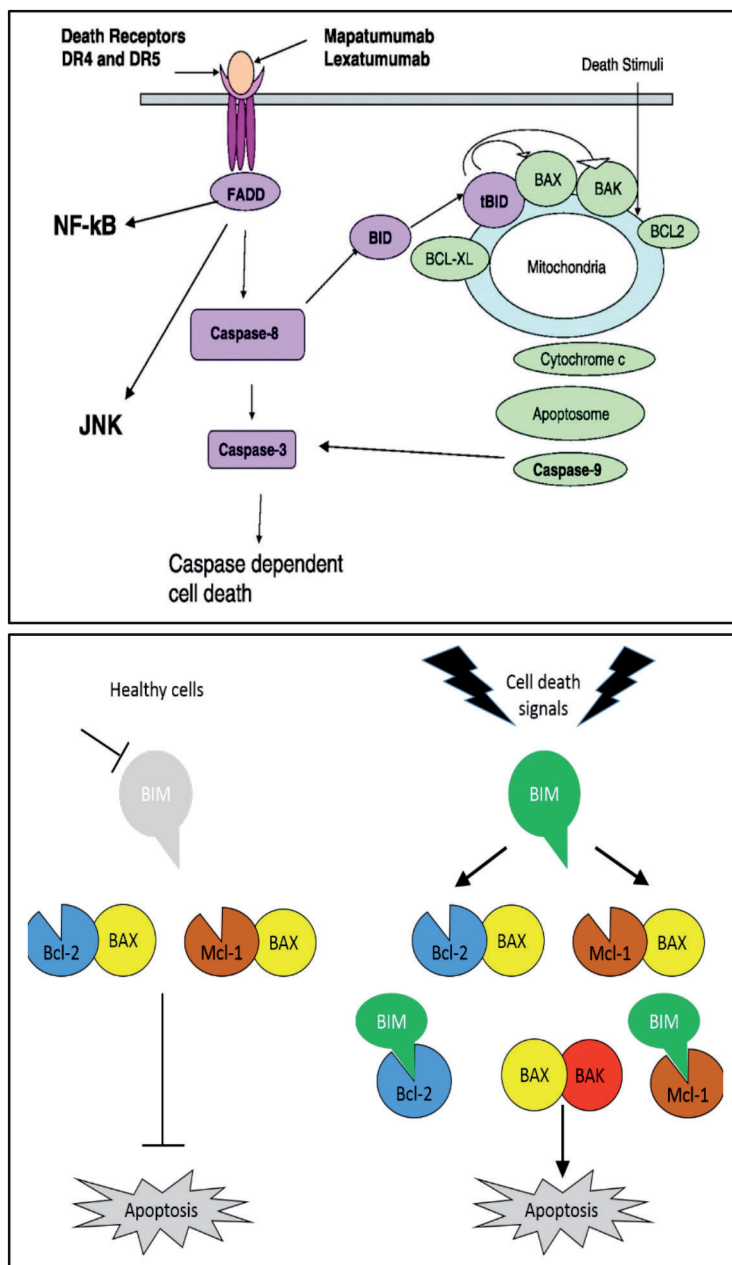 Death Receptors
DR4 and DR5
Mapatumumab
Lexatumumab
Death Stimuli
FADD
NF-kB
BID
tBID
BAX
BAK
BCL2
BCL-XL
Mitochondria
Caspase-8
Cytochrome c
JNK
Apoptosome
Caspase-3
Caspase-9
Caspase dependent
cell death
Healthy cells
BIM
Bcl-2
BAX
Mcl-1
BAX
Apoptosis
Cell death
signals
BIM
Bcl-2
BAX
Mcl-1
BAX
BIM
Bcl-2
BAX
BAK
BIM
Mcl-1
Apoptosis